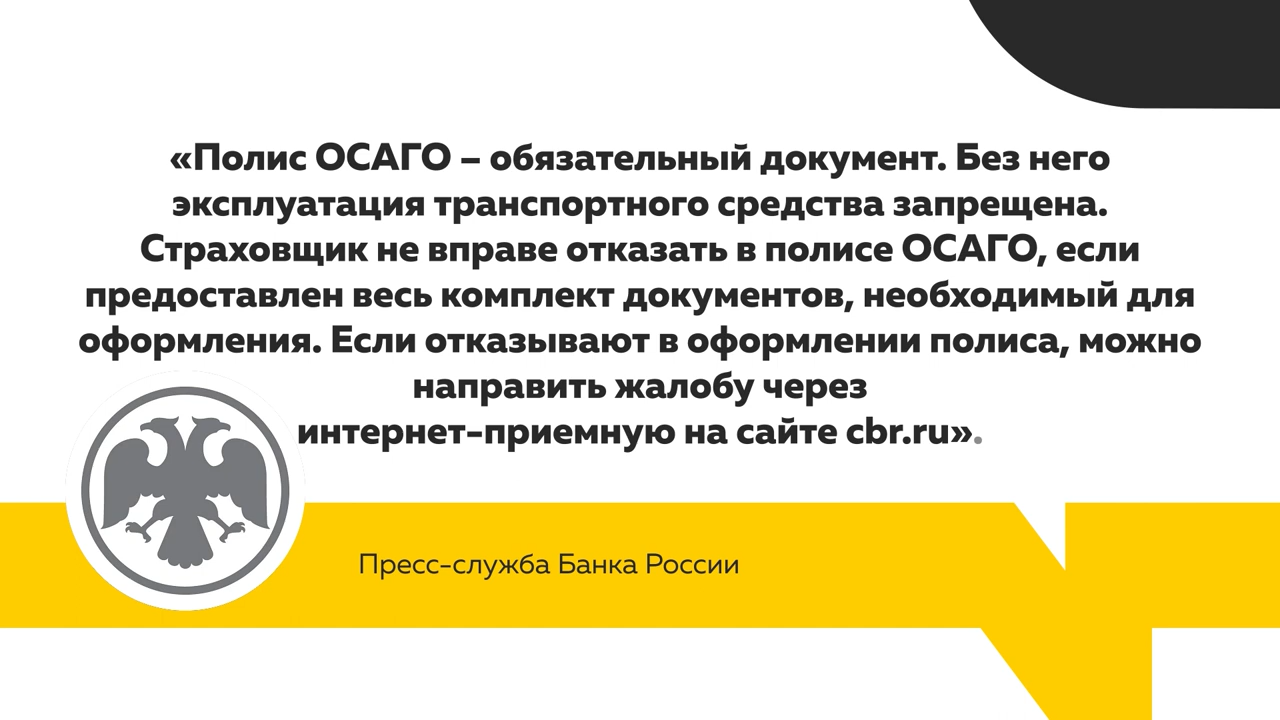 «Полис ОСАГО – обязательный документ. Без него
эксплуатация транспортного средства запрещена.
Страховщик не вправе отказать в полисе ОСАГО, если
предоставлен весь комплект документов, необходимый для
оформления. Если отказывают в оформлении полиса, можно
направить жалобу через
интернет-приемную на сайте cbr.ru».
Пресс-служба Банка России